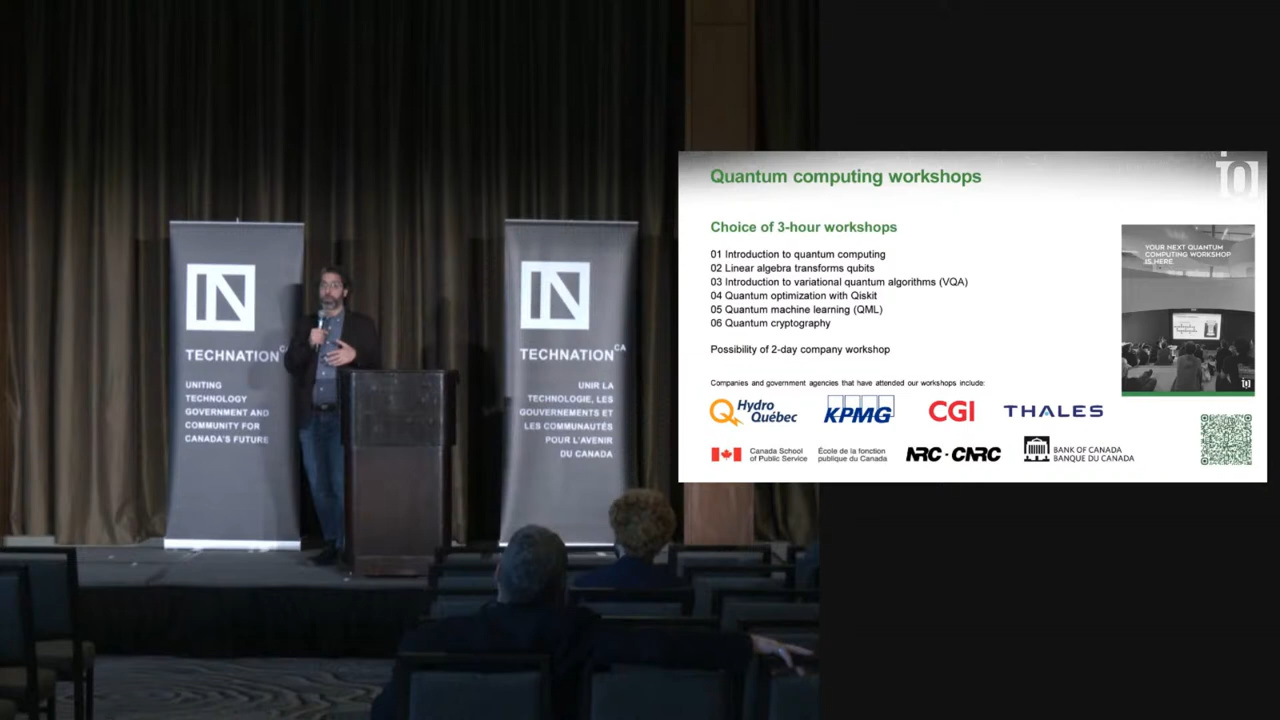 TECHNATION
UNITING
TECHNOLOGY
GOVERNMENT AND
COMMUNITY FOR
CANADA'S FUTURE
TECHNATION CA
UNIR LA
TECHNOLOGIE, LES
GOUVERNEMENTS ET
LES COMMUNAUTÉS
POUR L'AVENIR
DU CANADA
Quantum computing workshops
Choice of 3-hour workshops
01 Introduction to quantum computing
02 Linear algebra transforms qubits
03 Introduction to variational quantum algorithms (VQA)
04 Quantum optimization with Qiskit
05 Quantum machine learning (QML)
06 Quantum cryptography
Possibility of 2-day company workshop
YOUR NEXT QUANTUM
COMPUTING WORKSHOP
IS HERE
Companies and government agencies that have attended our workshops include:
Hydro
Québec
KPMG
CGI
THALES
Canada School
of Public Service
École de la fonction
publique du Canada
NRC · CNRC
BANK OF CANADA
BANQUE DU CANADA